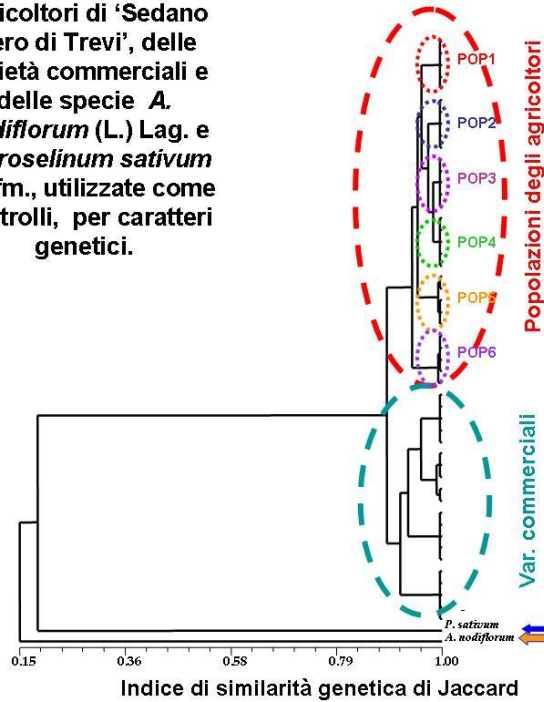 icoltori di ‘Sedano
ero di Trevi’, delle
ietà commerciali e
delle specie A.
diflorum (L.) Lag. e
roselinum sativum
fm., utilizzate come
trolli, per caratteri
genetici.
POP1
POP2
POP3
POP4
POP5
POP6
Popolazioni degli agricoltori
Var. commerciali
P. sativum
A. nodiflorum
0.15 0.36 0.58 0.79 1.00
Indice di similarità genetica di Jaccard